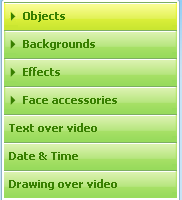 Objects
Backgrounds
Effects
Face accessories
Text over video
Date & Time
Drawing over video